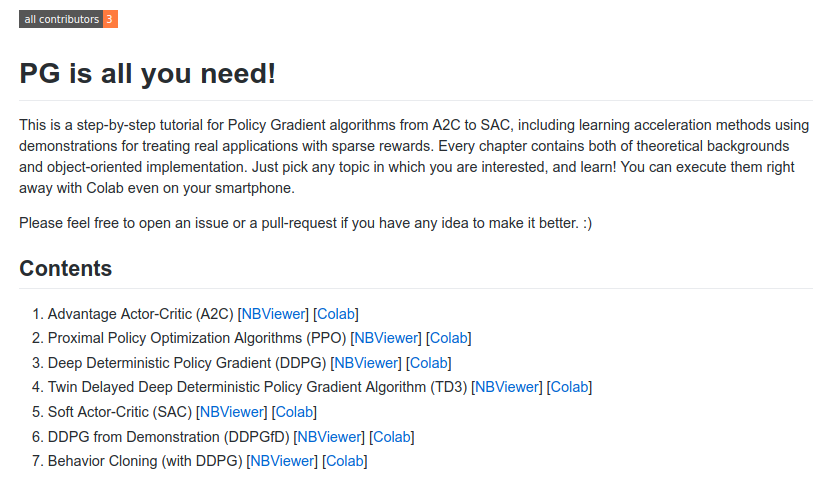 all contributors 3
PG is all you need!
This is a step-by-step tutorial for Policy Gradient algorithms from A2C to SAC, including learning acceleration methods using
demonstrations for treating real applications with sparse rewards. Every chapter contains both of theoretical backgrounds
and object-oriented implementation. Just pick any topic in which you are interested, and learn! You can execute them right
away with Colab even on your smartphone.
Please feel free to open an issue or a pull-request if you have any idea to make it better. :)
Contents
1. Advantage Actor-Critic (A2C) [NBViewer] [Colab]
2. Proximal Policy Optimization Algorithms (PPO) [NBViewer] [Colab]
3. Deep Deterministic Policy Gradient (DDPG) [NBViewer] [Colab]
4. Twin Delayed Deep Deterministic Policy Gradient Algorithm (TD3) [NBViewer] [Colab]
5. Soft Actor-Critic (SAC) [NBViewer] [Colab]
6. DDPG from Demonstration (DDPGfD) [NBViewer] [Colab]
7. Behavior Cloning (with DDPG) [NBViewer] [Colab]